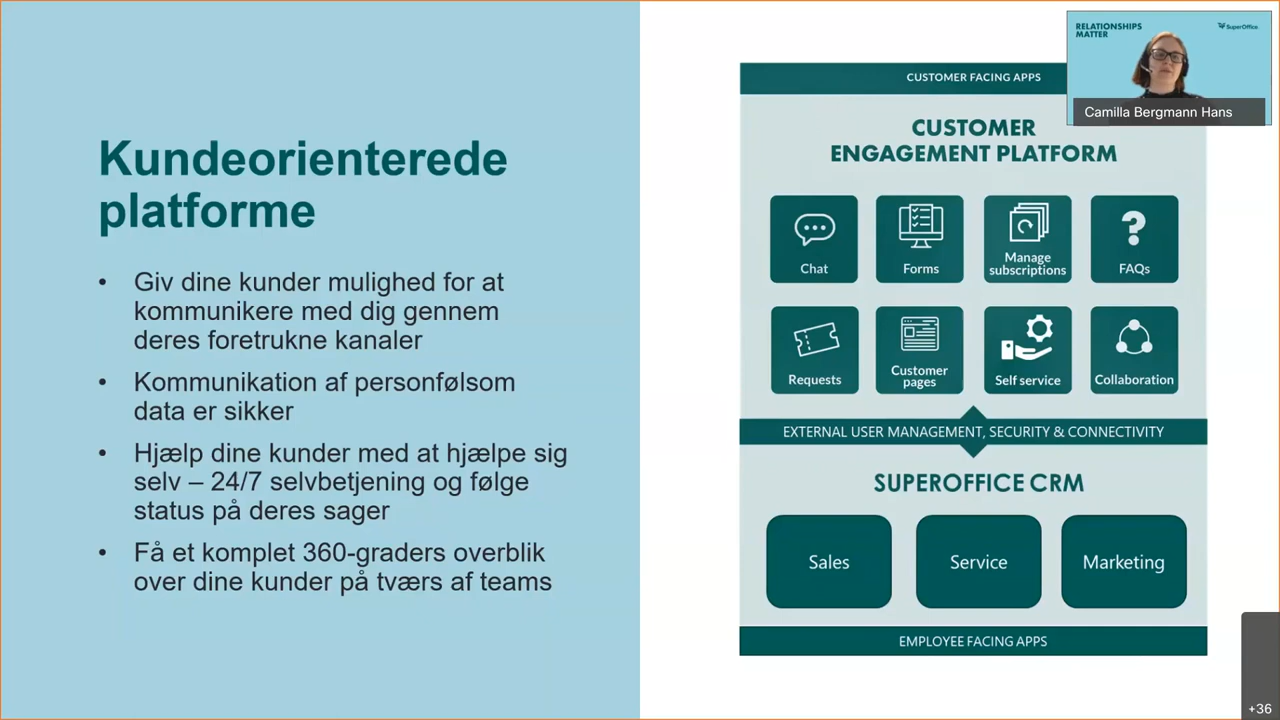 Kundeorienterede
platforme
• Giv dine kunder mulighed for at
kommunikere med dig gennem
deres foretrukne kanaler
• Kommunikation af personfølsom
data er sikker
• Hjælp dine kunder med at hjælpe sig
selv – 24/7 selvbetjening og følge
status på deres sager
• Få et komplet 360-graders overblik
over dine kunder på tværs af teams
CUSTOMER FACING APPS
CUSTOMER
ENGAGEMENT PLATFORM
Chat
Forms
Manage
subscriptions
FAQs
Requests
Customer
pages
Self service
Collaboration
EXTERNAL USER MANAGEMENT, SECURITY & CONNECTIVITY
SUPEROFFICE CRM
Sales
Service
Marketing
EMPLOYEE FACING APPS
RELATIONSHIPS
MATTER
SuperOffice
Camilla Bergmann Hans
+36